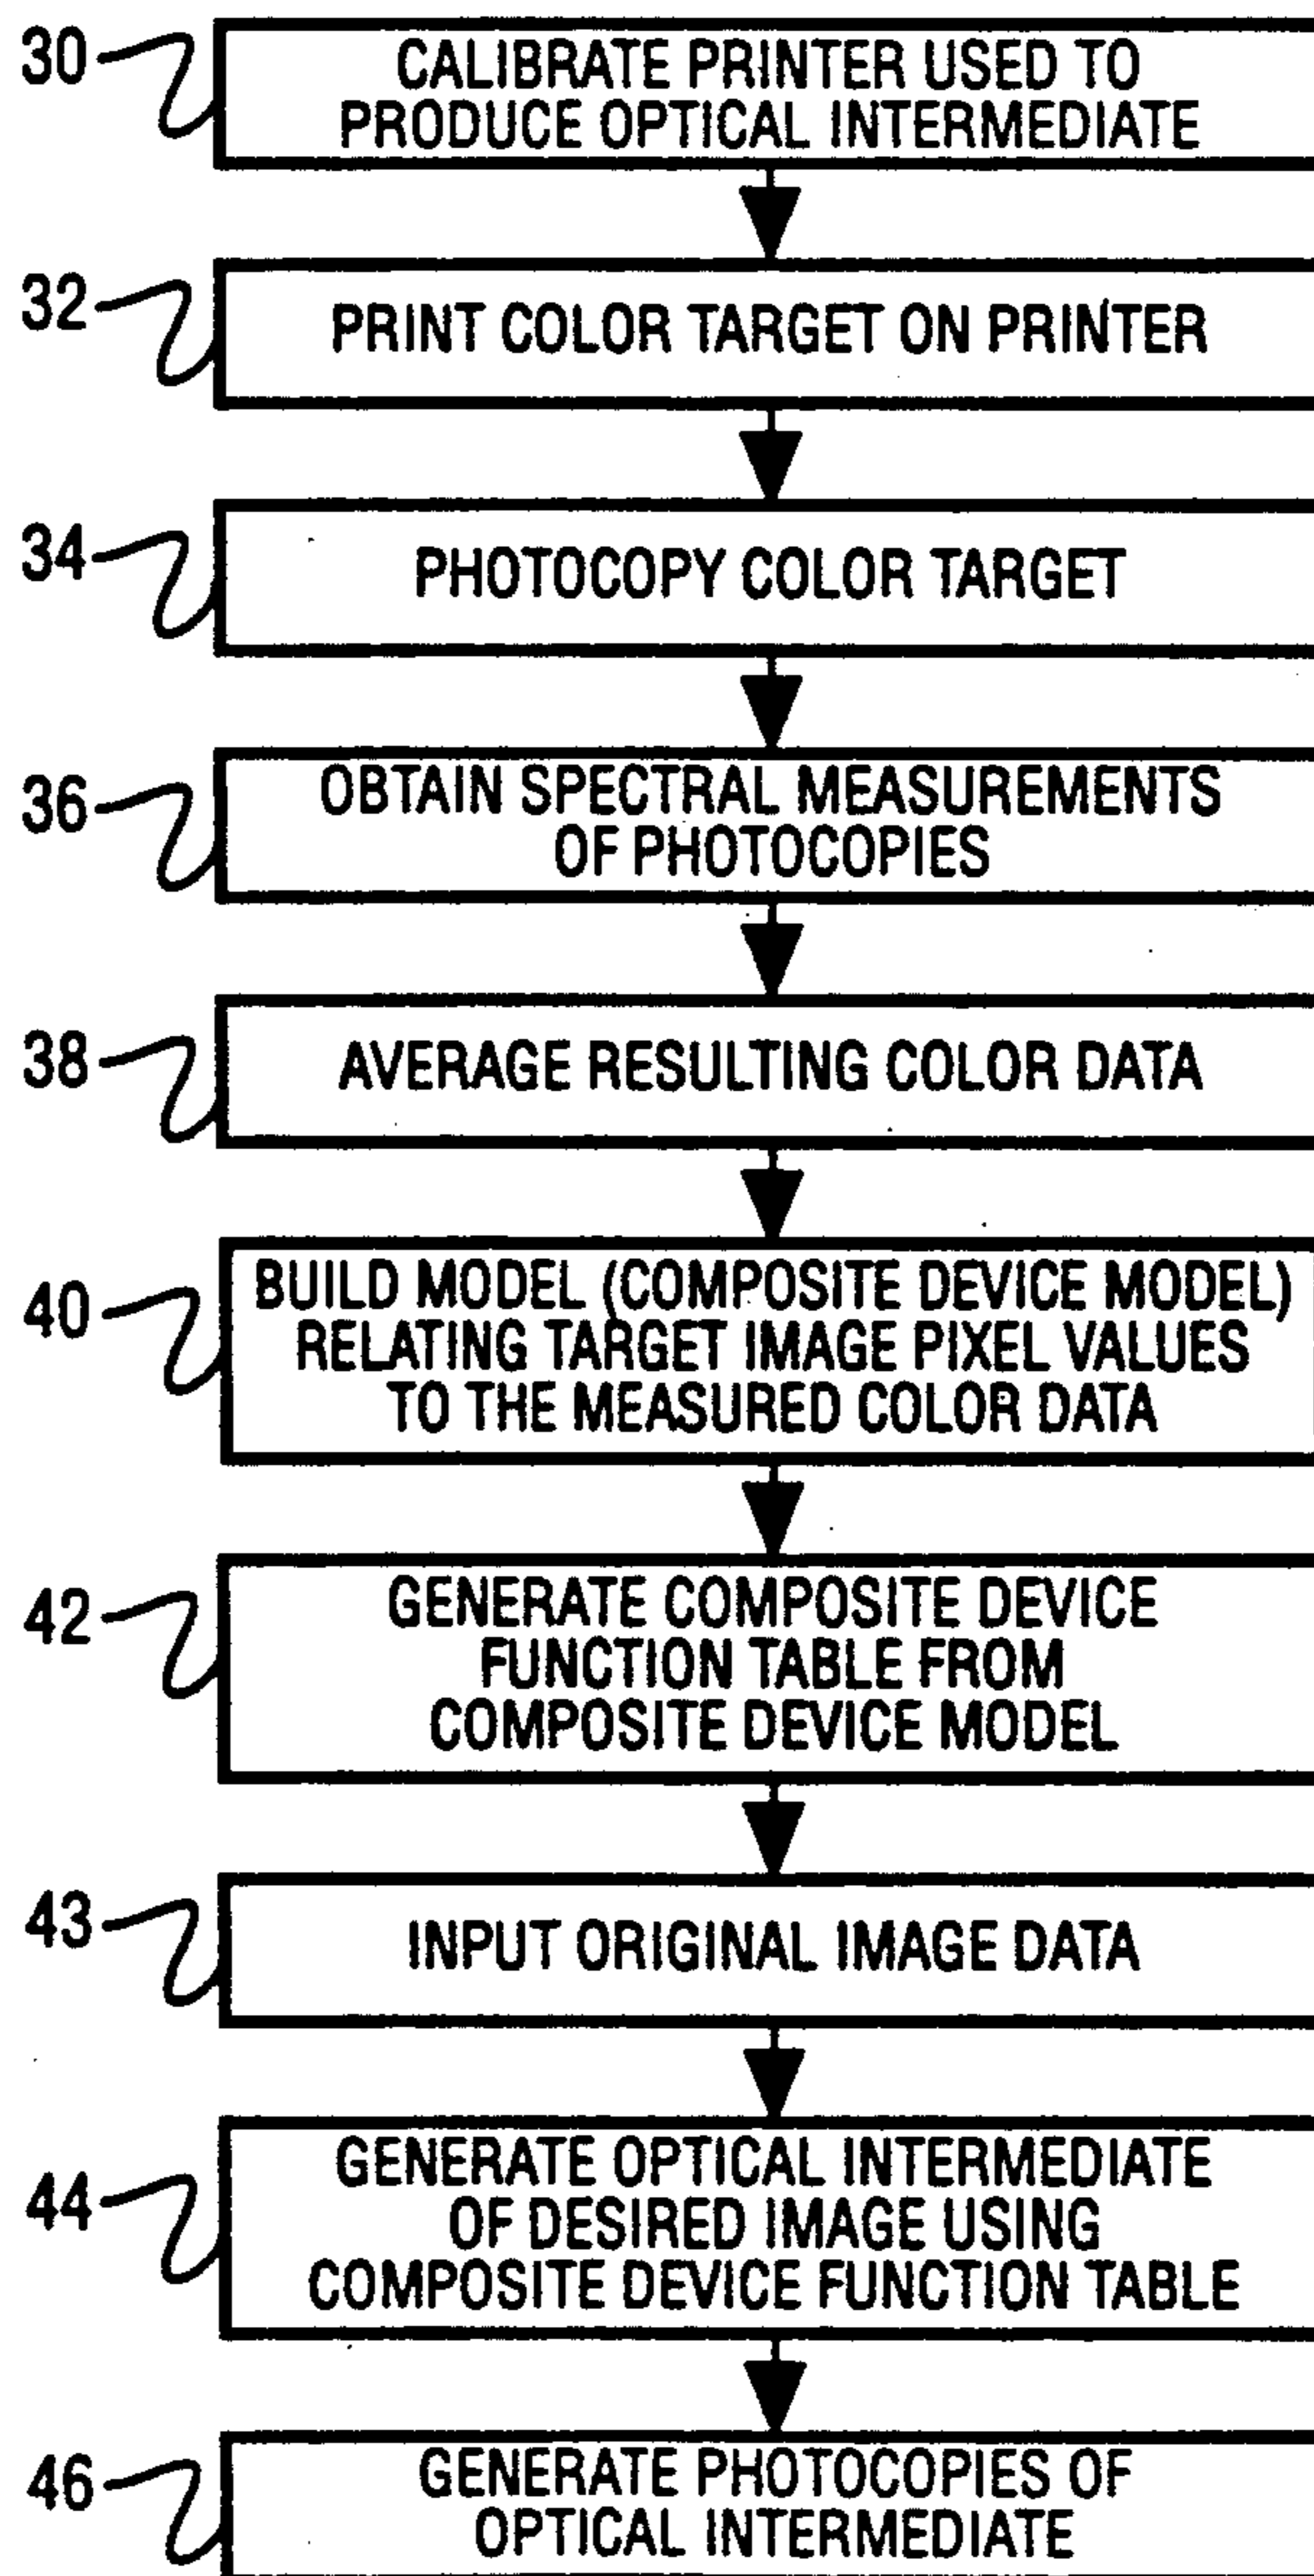 30
CALIBRATE PRINTER USED TO
PRODUCE OPTICAL INTERMEDIATE
32
PRINT COLOR TARGET ON PRINTER
34
PHOTOCOPY COLOR TARGET
36
OBTAIN SPECTRAL MEASUREMENTS
OF PHOTOCOPIES
38
AVERAGE RESULTING COLOR DATA
40
BUILD MODEL (COMPOSITE DEVICE MODEL)
RELATING TARGET IMAGE PIXEL VALUES
TO THE MEASURED COLOR DATA
42
GENERATE COMPOSITE DEVICE
FUNCTION TABLE FROM
COMPOSITE DEVICE MODEL
43
INPUT ORIGINAL IMAGE DATA
44
GENERATE OPTICAL INTERMEDIATE
OF DESIRED IMAGE USING
COMPOSITE DEVICE FUNCTION TABLE
46
GENERATE PHOTOCOPIES OF
OPTICAL INTERMEDIATE